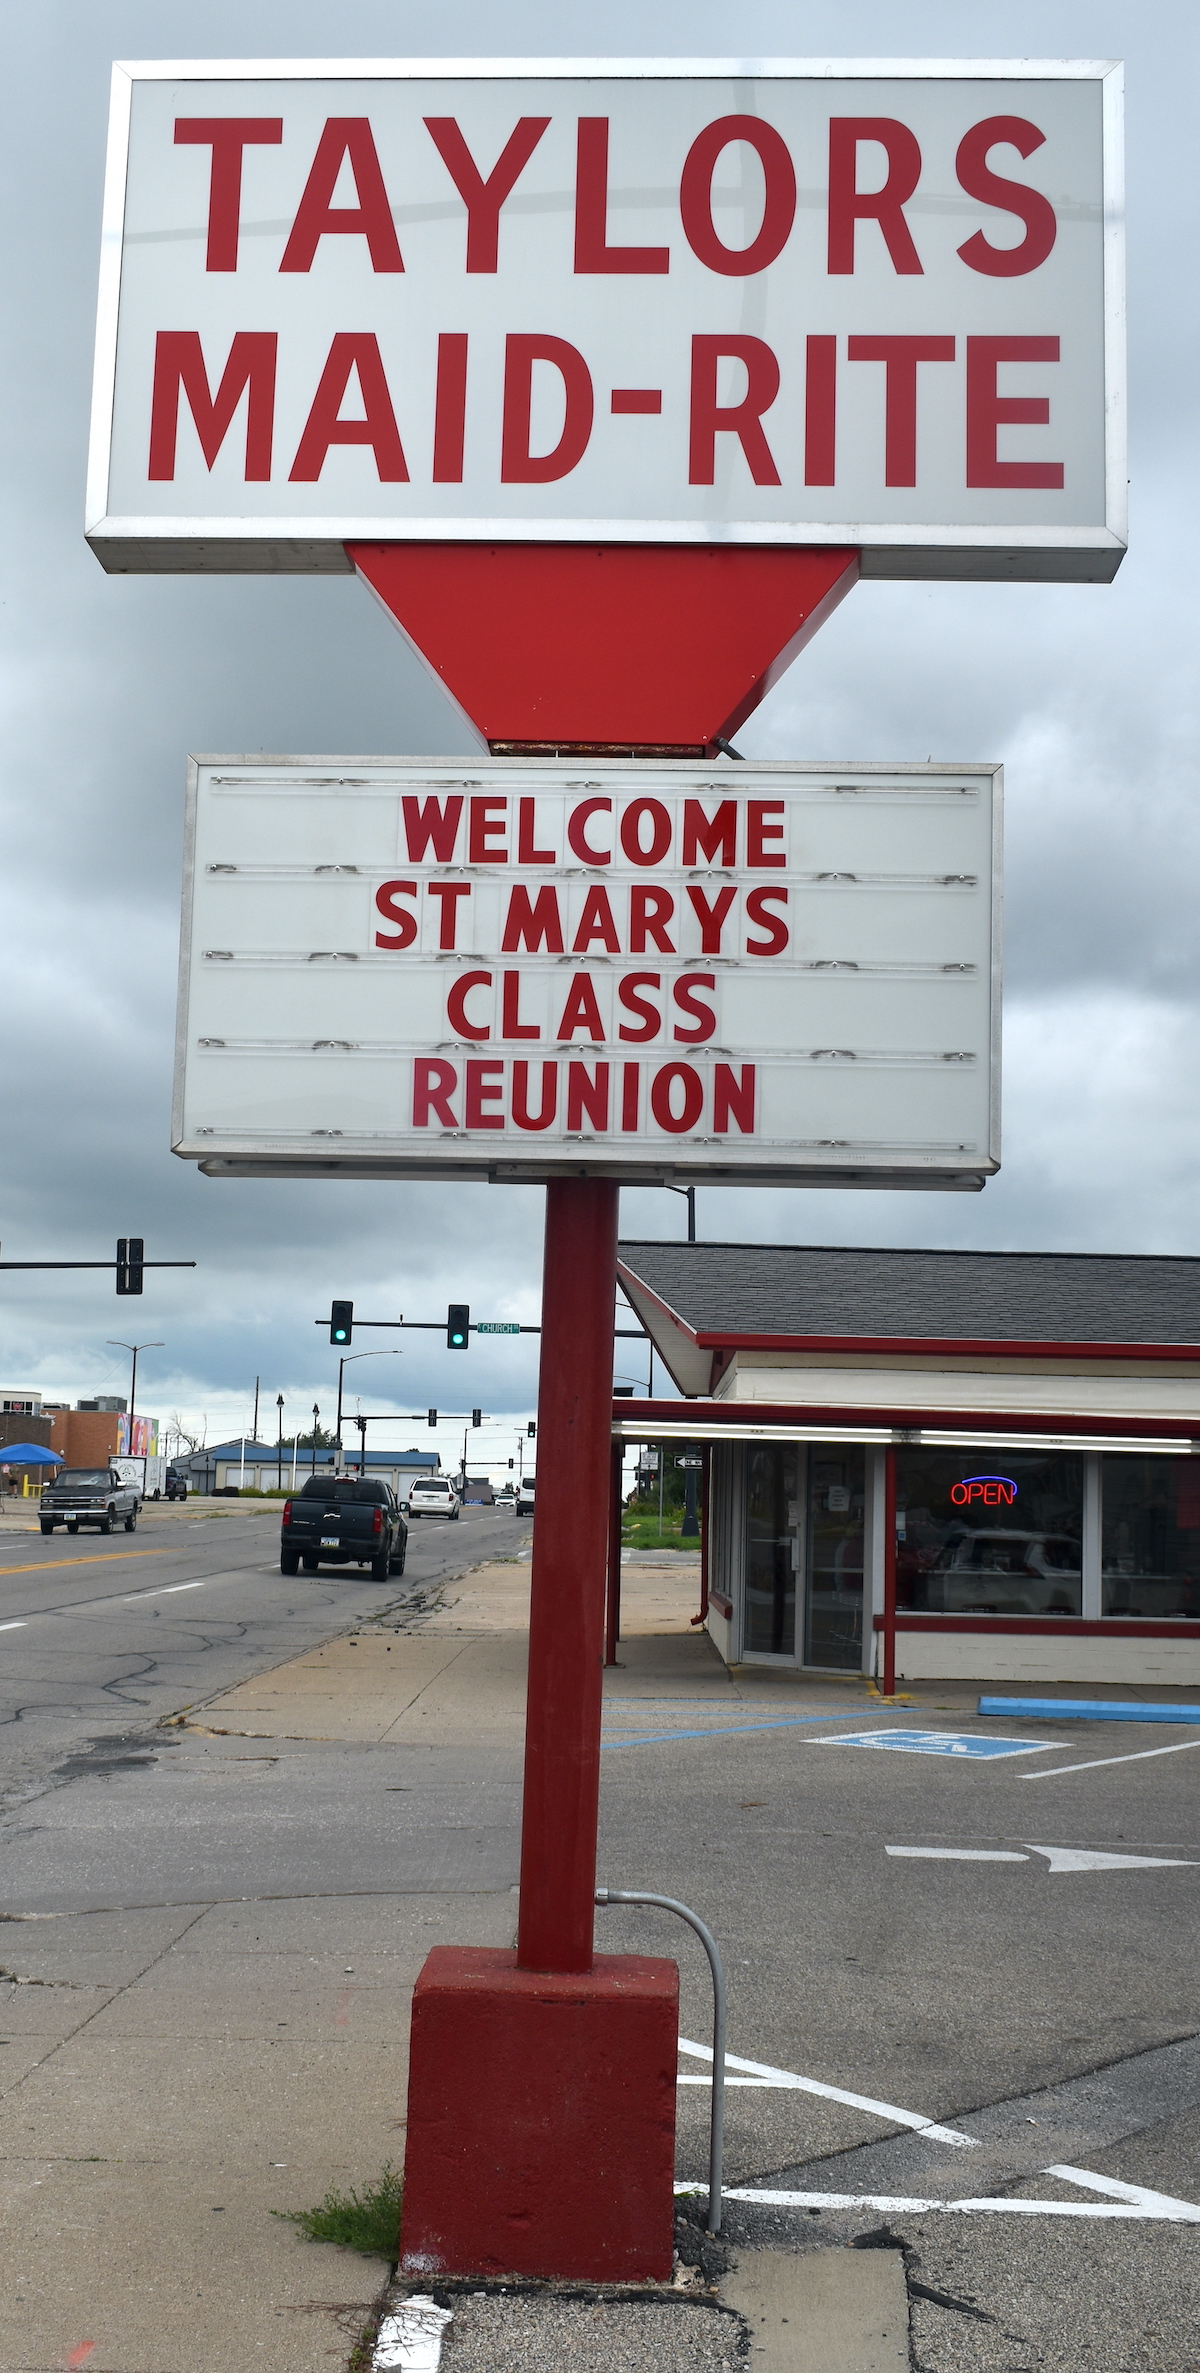 TAYLORS
MAID-RITE
WELCOME
ST MARYS
CLASS
REUNION
CHURCH
OPEN